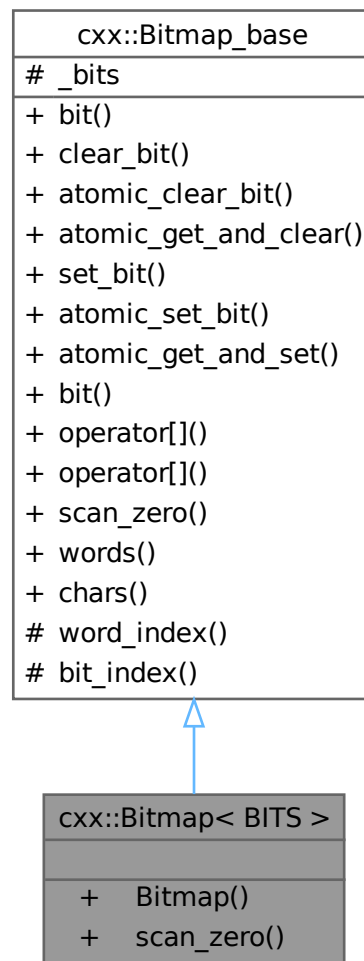 cxx::Bitmap_base
# _bits
+ bit()
+ clear_bit()
+ atomic_clear_bit()
+ atomic_get_and_clear()
+ set_bit()
+ atomic_set_bit()
+ atomic_get_and_set()
+ bit()
+ operator[]()
+ operator[]()
+ scan_zero()
+ words()
+ chars()
# word_index()
# bit_index()
cxx::Bitmap< BITS >
+ Bitmap()
+ scan_zero()